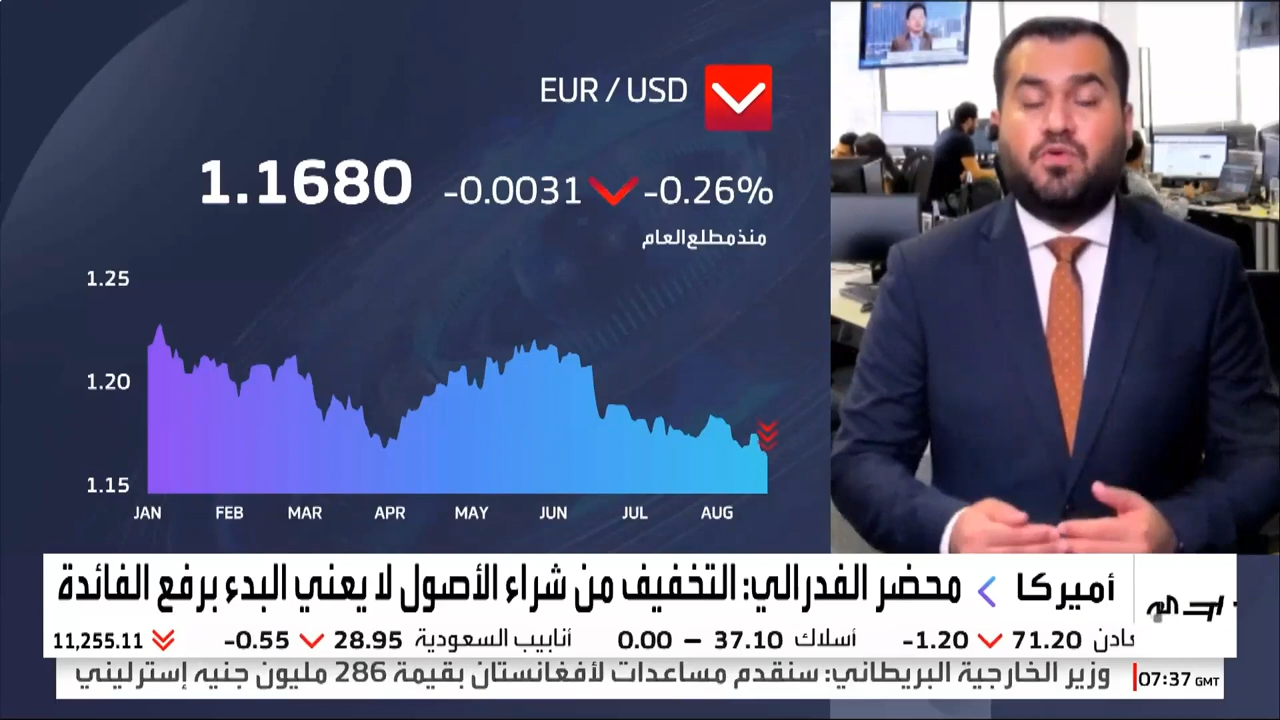 EUR / USD
1.1680 -0.0031 -0.26%
منذ مطلع العام
1.25
1.20
1.15
JAN FEB MAR APR MAY JUN JUL AUG
أميركا > محضر الفدرالي: التخفيف من شراء الأصول لا يعني البدء برفع الفائدة
عادن 71.20 -1.20 أسلاك 37.10 – 0.00 أنابيب السعودية 28.95 -0.55 11,255.11
07:37 GMT وزير الخارجية البريطاني: سنقدم مساعدات لأفغانستان بقيمة 286 مليون جنيه إسترليني